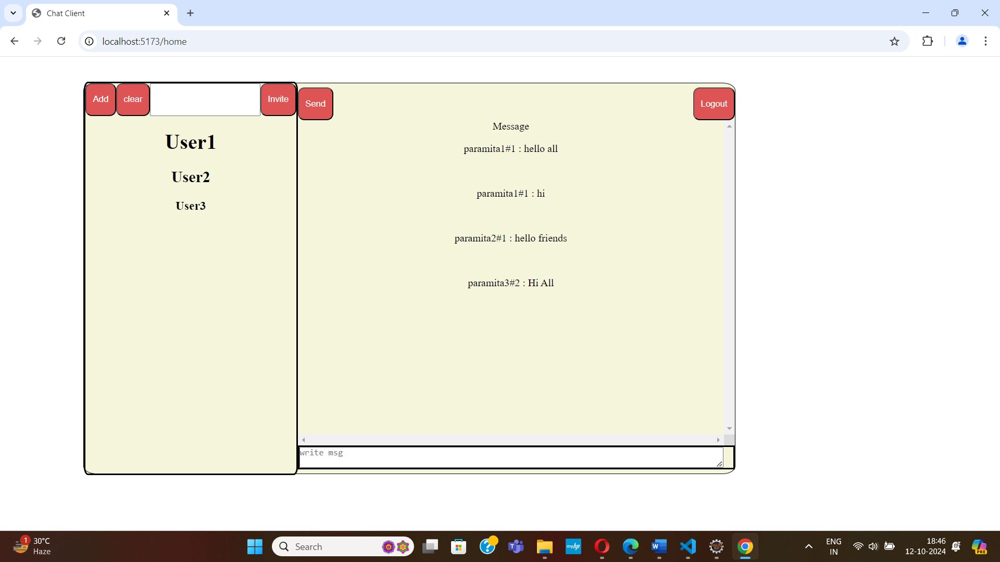 Chat Client
localhost:5173/home
Add clear Invite
Send Logout
User1
User2
User3
Message
paramita1#1 : hello all
paramita1#1 : hi
paramita2#1 : hello friends
paramita3#2 : Hi All
write msg
1
30°C
Haze
Search
myhp
PRE
ENG
IN
18:46
12-10-2024